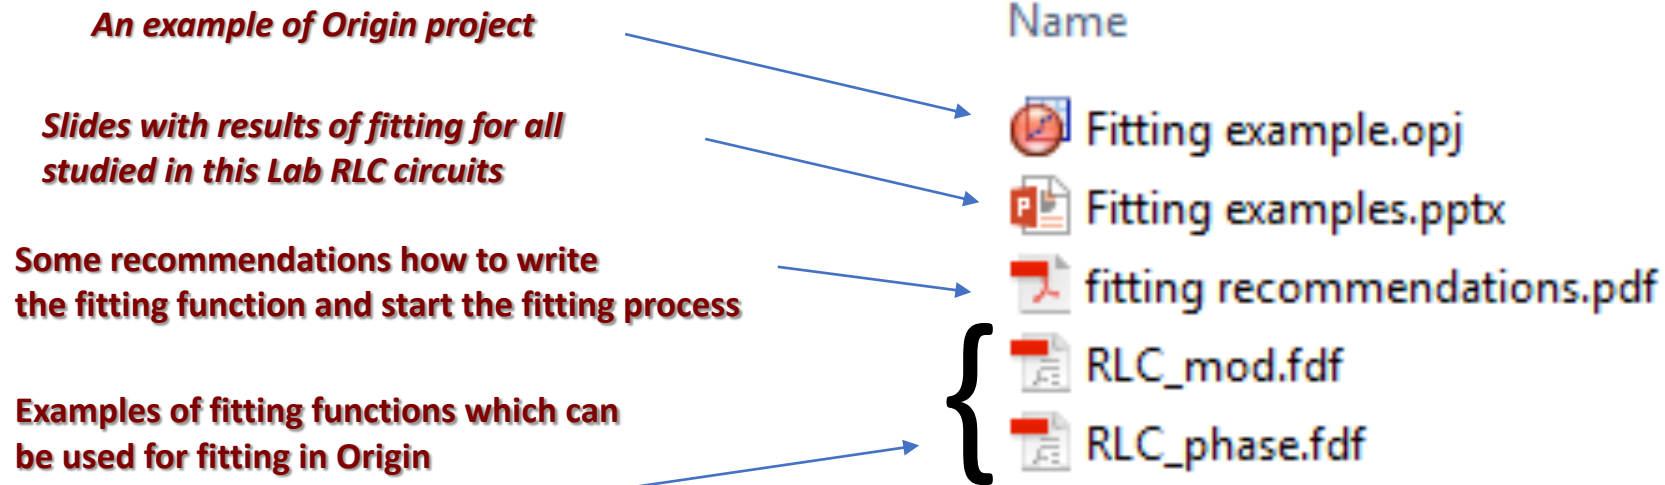 An example of Origin project
Slides with results of fitting for all
studied in this Lab RLC circuits
Some recommendations how to write
the fitting function and start the fitting process
Examples of fitting functions which can
be used for fitting in Origin
Name
Fitting example.opj
Fitting examples.pptx
fitting recommendations.pdf
RLC_mod.fdf
RLC_phase.fdf